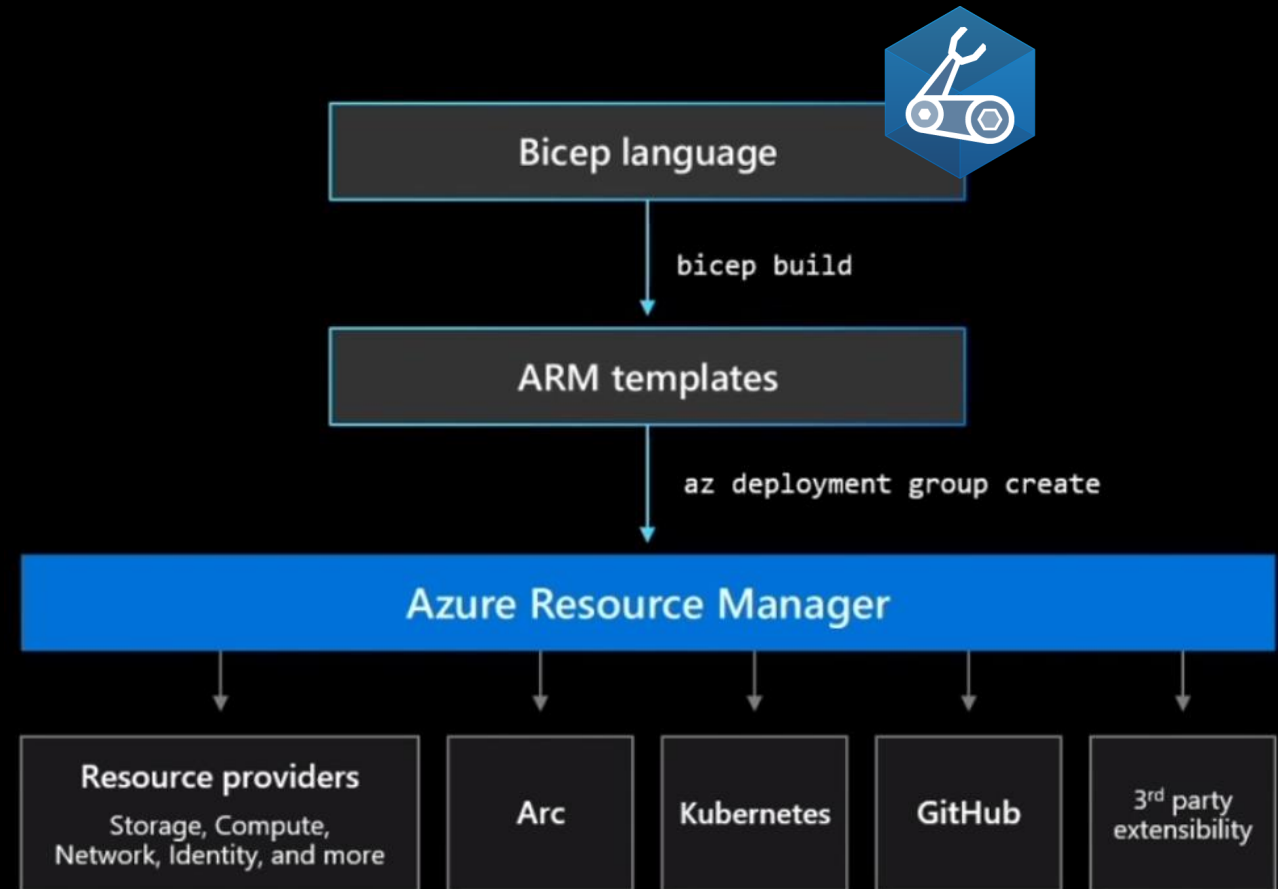 Bicep language
bicep build
ARM templates
az deployment group create
Azure Resource Manager
Resource providers
Storage, Compute,
Network, Identity, and more
Arc
Kubernetes
GitHub
3rd party
extensibility